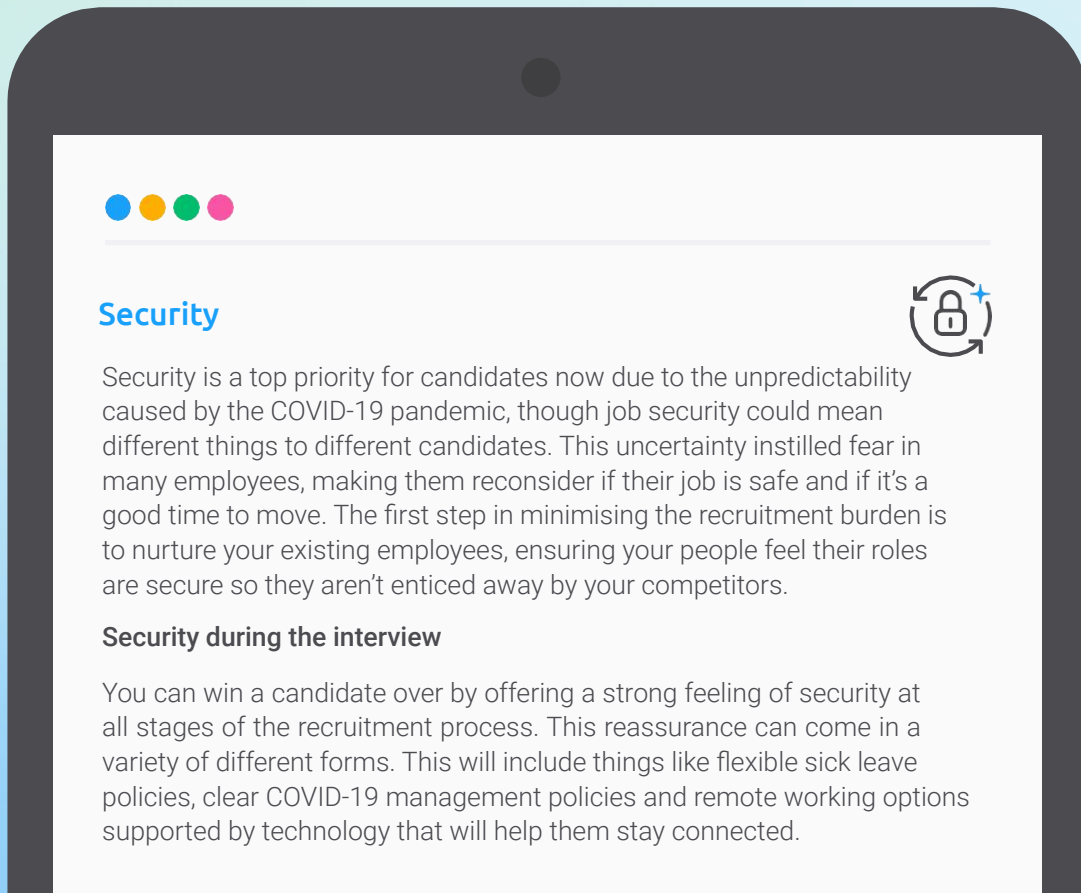 Security
Security is a top priority for candidates now due to the unpredictability
caused by the COVID-19 pandemic, though job security could mean
different things to different candidates. This uncertainty instilled fear in
many employees, making them reconsider if their job is safe and if it's a
good time to move. The first step in minimising the recruitment burden is
to nurture your existing employees, ensuring your people feel their roles
are secure so they aren't enticed away by your competitors.
Security during the interview
You can win a candidate over by offering a strong feeling of security at
all stages of the recruitment process. This reassurance can come in a
variety of different forms. This will include things like flexible sick leave
policies, clear COVID-19 management policies and remote working options
supported by technology that will help them stay connected.